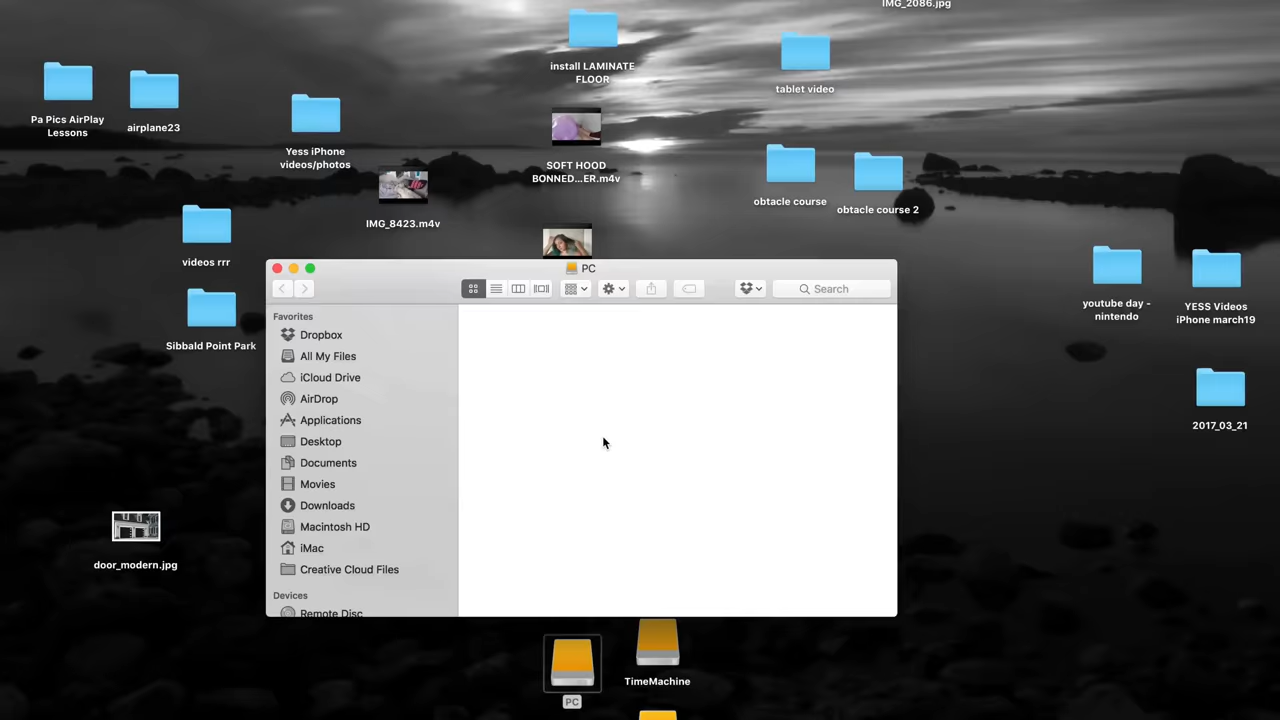 IMG_2086.jpg
install LAMINATE
FLOOR
tablet video
Pa Pics AirPlay
Lessons
airplane23
Yess iPhone
videos/photos
SOFT HOOD
BONNED...ER.m4v
IMG_8423.m4v
obtacle course
obtacle course 2
videos rrr
Sibbald Point Park
youtube day -
nintendo
YESS Videos
iPhone march19
2017_03_21
door_modern.jpg
PC
Search
Favorites
Dropbox
All My Files
iCloud Drive
AirDrop
Applications
Desktop
Documents
Movies
Downloads
Macintosh HD
iMac
Creative Cloud Files
Devices
Remote Disc
TimeMachine
PC